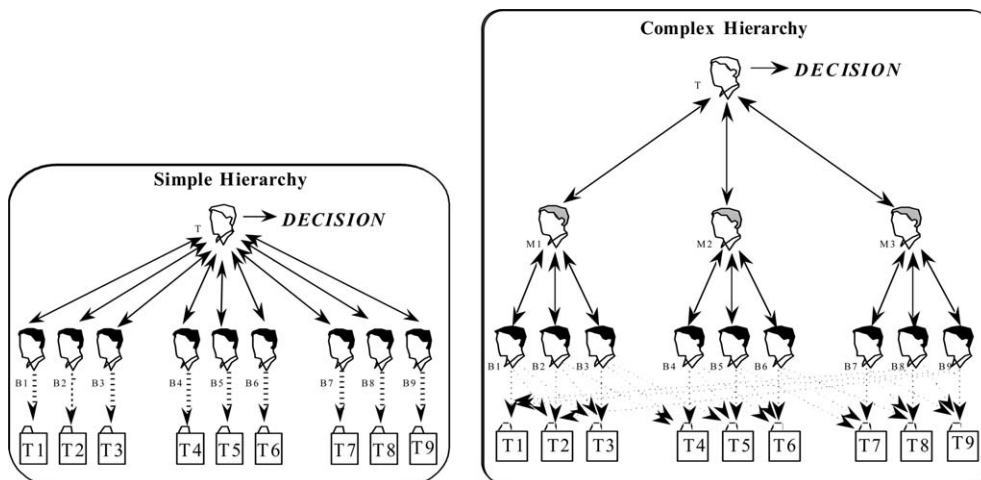 Simple Hierarchy
T
DECISION
B1 B2 B3 B4 B5 B6 B7 B8 B9
T1 T2 T3 T4 T5 T6 T7 T8 T9
Complex Hierarchy
T
DECISION
M1 M2 M3
B1 B2 B3 B4 B5 B6 B7 B8 B9
T1 T2 T3 T4 T5 T6 T7 T8 T9